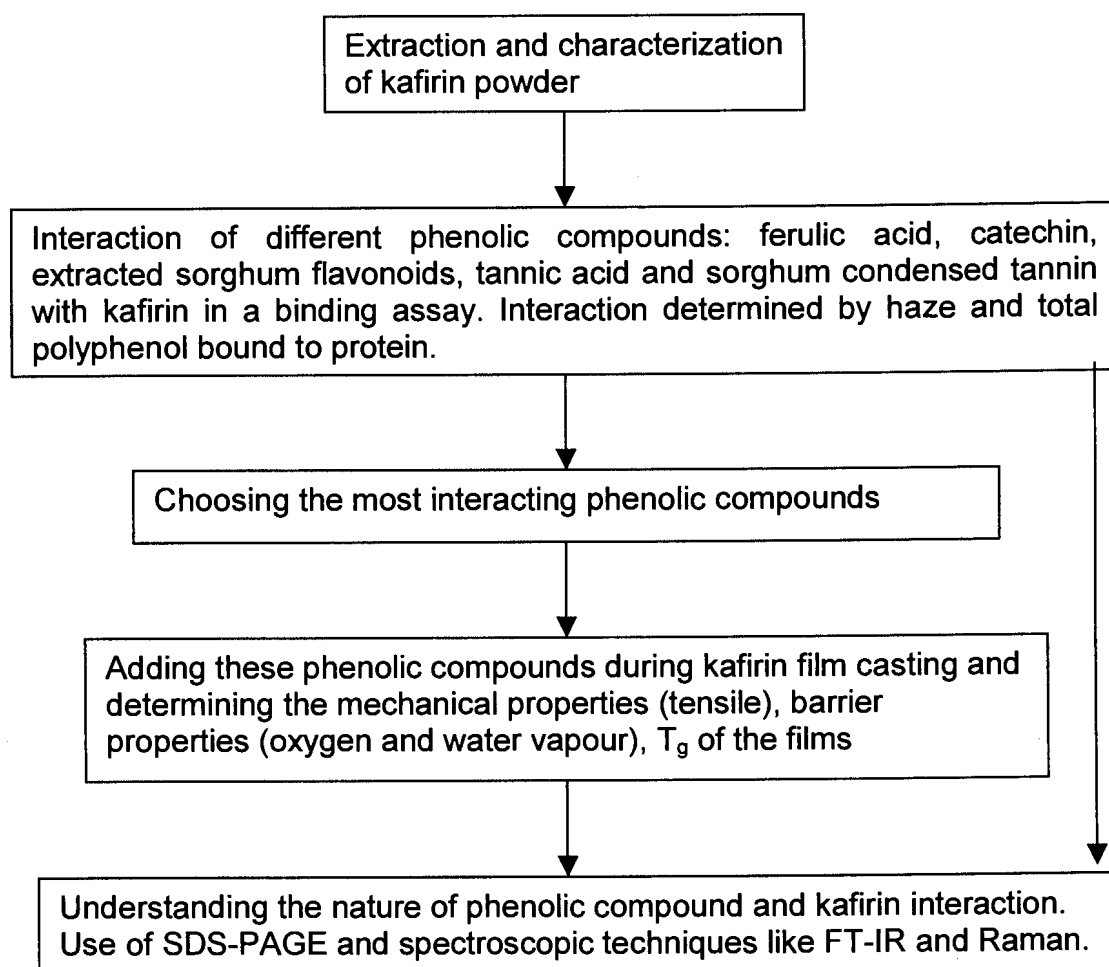 Extraction and characterization
of kafirin powder
Interaction of different phenolic compounds: ferulic acid, catechin,
extracted sorghum flavonoids, tannic acid and sorghum condensed tannin
with kafirin in a binding assay. Interaction determined by haze and total
polyphenol bound to protein.
Choosing the most interacting phenolic compounds
Adding these phenolic compounds during kafirin film casting and
determining the mechanical properties (tensile), barrier
properties (oxygen and water vapour), Tg of the films
Understanding the nature of phenolic compound and kafirin interaction.
Use of SDS-PAGE and spectroscopic techniques like FT-IR and Raman.